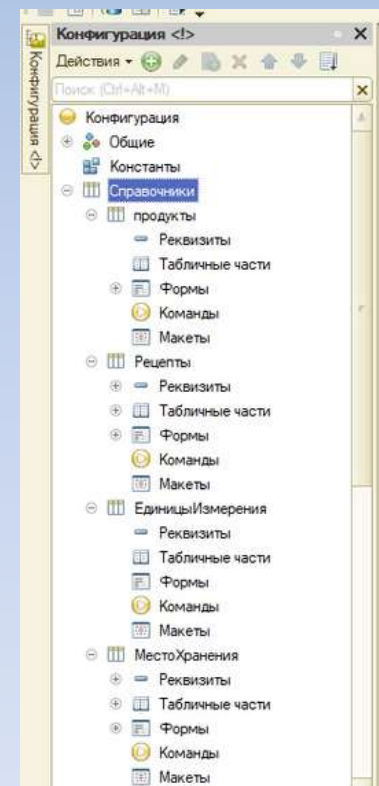 Конфигурация <!>
Конфигурация <!>
Действия
Поиск (Ctrl+Alt+M)
Конфигурация
Общие
Константы
Справочники
продукты
Реквизиты
Табличные части
Формы
Команды
Макеты
Рецепты
Реквизиты
Табличные части
Формы
Команды
Макеты
ЕдиницыИзмерения
Реквизиты
Табличные части
Формы
Команды
Макеты
МестоХранения
Реквизиты
Табличные части
Формы
Команды
Макеты